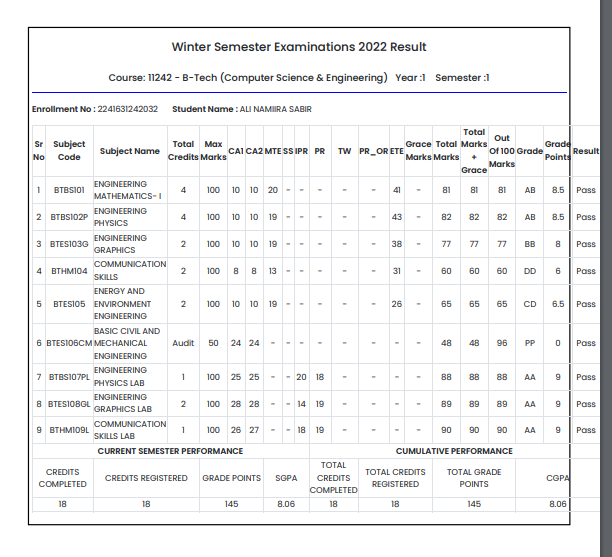 Winter Semester Examinations 2022 Result
Course: 11242 - B-Tech (Computer Science & Engineering) Year :1 Semester :1
Enrollment No : 2241631242032 Student Name : ALI NAMIIRA SABIR
Sr No Subject Code Subject Name Total Credits Max Marks CA1 CA2 MTE SS IPR PR TW PR_OR ETE Grace Marks Total Marks Total Marks + Grace Out Of 100 Marks Grade Grade Points Result
1 BTBS101 ENGINEERING MATHEMATICS- I 4 100 10 10 20 - - - - - 41 - 81 81 81 AB 8.5 Pass
2 BTBS102P ENGINEERING PHYSICS 4 100 10 10 19 - - - - - 43 - 82 82 82 AB 8.5 Pass
3 BTES103G ENGINEERING GRAPHICS 2 100 10 10 19 - - - - - 38 - 77 77 77 BB 8 Pass
4 BTHM104 COMMUNICATION SKILLS 2 100 8 8 13 - - - - - 31 - 60 60 60 DD 6 Pass
5 BTES105 ENERGY AND ENVIRONMENT ENGINEERING 2 100 10 10 19 - - - - - 26 - 65 65 65 CD 6.5 Pass
6 BTES106CM BASIC CIVIL AND MECHANICAL ENGINEERING Audit 50 24 24 - - - - - - - - 48 48 96 PP 0 Pass
7 BTBS107PL ENGINEERING PHYSICS LAB 1 100 25 25 - - 20 18 - - - - 88 88 88 AA 9 Pass
8 BTES108GL ENGINEERING GRAPHICS LAB 2 100 28 28 - - 14 19 - - - - 89 89 89 AA 9 Pass
9 BTHM109L COMMUNICATION SKILLS LAB 1 100 26 27 - - 18 19 - - - - 90 90 90 AA 9 Pass
CURRENT SEMESTER PERFORMANCE CUMULATIVE PERFORMANCE
CREDITS COMPLETED CREDITS REGISTERED GRADE POINTS SGPA TOTAL CREDITS COMPLETED TOTAL CREDITS REGISTERED TOTAL GRADE POINTS CGPA
18 18 145 8.06 18 18 145 8.06